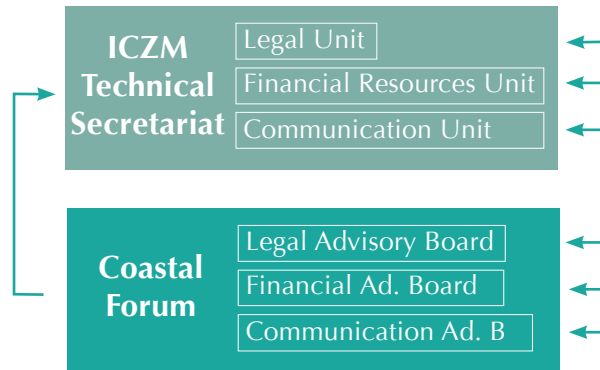 ICZM
Technical
Secretariat
Legal Unit
Financial Resources Unit
Communication Unit
Coastal
Forum
Legal Advisory Board
Financial Ad. Board
Communication Ad. B